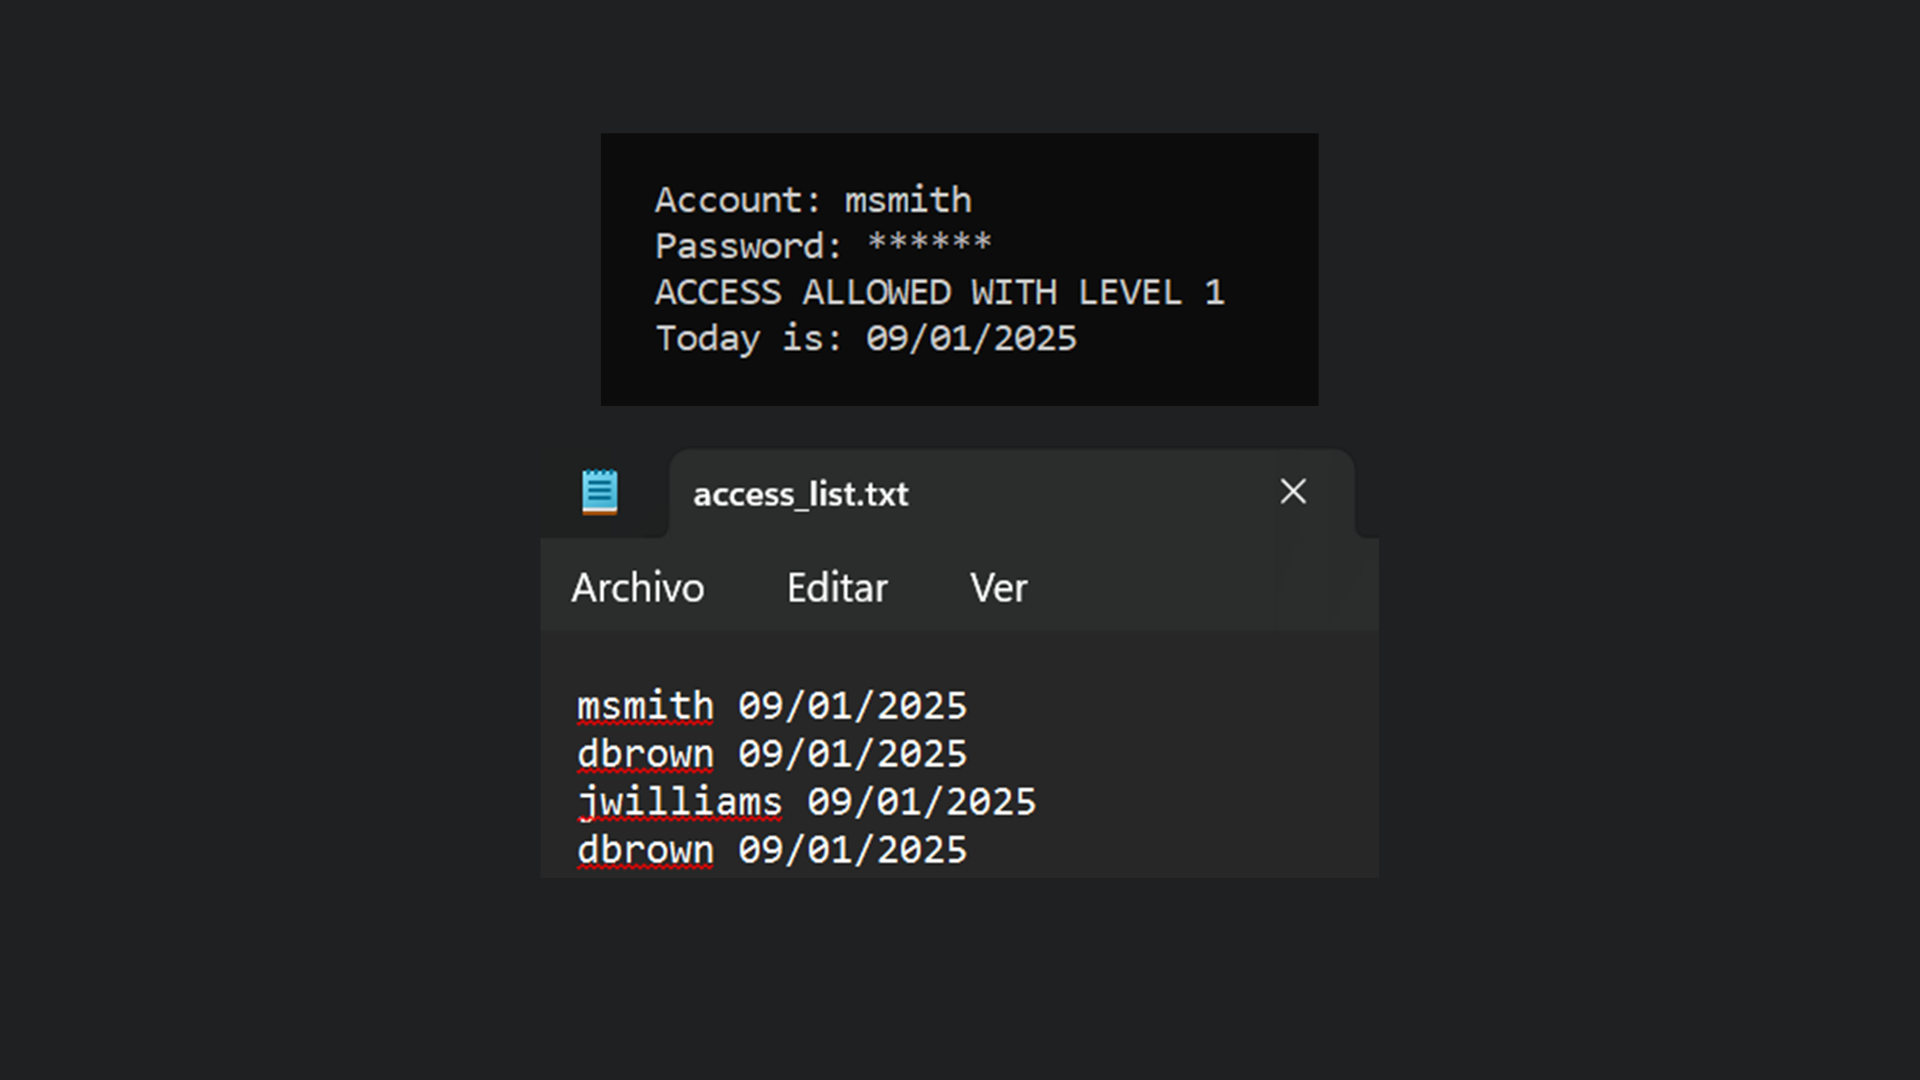 Account: msmith
Password: ******
ACCESS ALLOWED WITH LEVEL 1
Today is: 09/01/2025
access_list.txt
Archivo Editar Ver
msmith 09/01/2025
dbrown 09/01/2025
jwilliams 09/01/2025
dbrown 09/01/2025